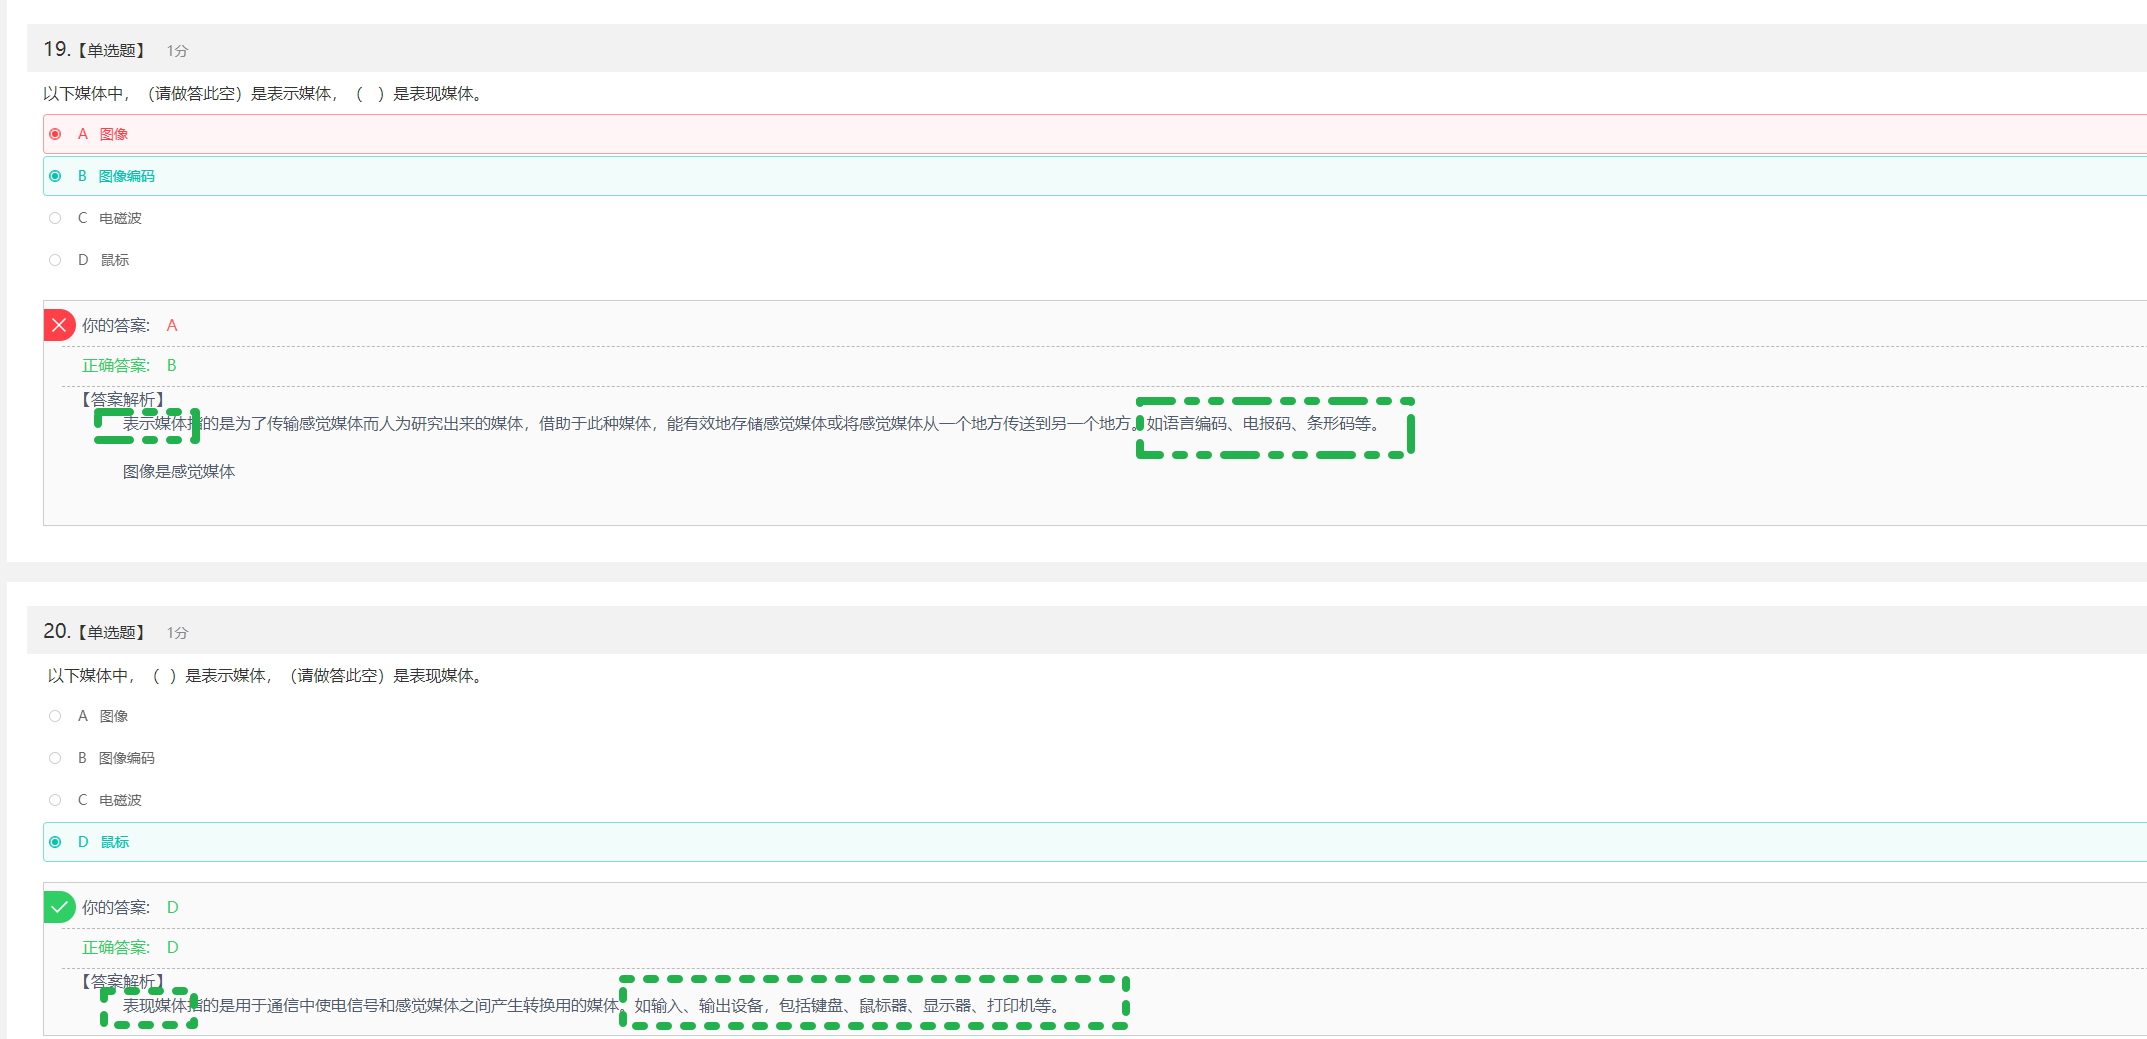 19.【单选题】 1分
以下媒体中，（请做答此空）是表示媒体，（ ）是表现媒体。
A 图像
B 图像编码
C 电磁波
D 鼠标
你的答案: A
正确答案: B
【答案解析】
表示媒体指的是为了传输感觉媒体而人为研究出来的媒体，借助于此种媒体，能有效地存储感觉媒体或将感觉媒体从一个地方传送到另一个地方。如语言编码、电报码、条形码等。
图像是感觉媒体
20.【单选题】 1分
以下媒体中，（ ）是表示媒体，（请做答此空）是表现媒体。
A 图像
B 图像编码
C 电磁波
D 鼠标
你的答案: D
正确答案: D
【答案解析】
表现媒体指的是用于通信中使电信号和感觉媒体之间产生转换用的媒体。如输入、输出设备，包括键盘、鼠标器、显示器、打印机等。